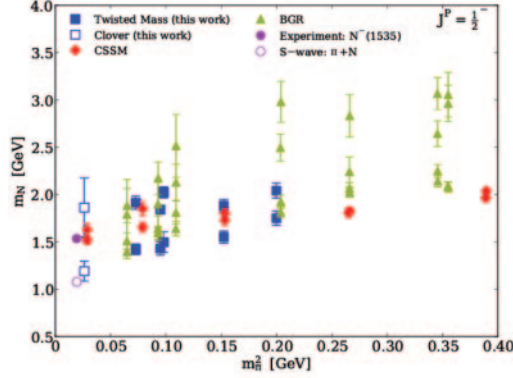 Twisted Mass (this work)
Clover (this work)
CSSM
BGR
Experiment: N⁻(1535)
S-wave: π+N
J^P = 1/2^-
m_N [GeV]
4.0
3.5
3.0
2.5
2.0
1.5
1.0
0.5
0
0.05
0.10
0.15
0.20
0.25
0.30
0.35
0.40
m_π^2 [GeV]